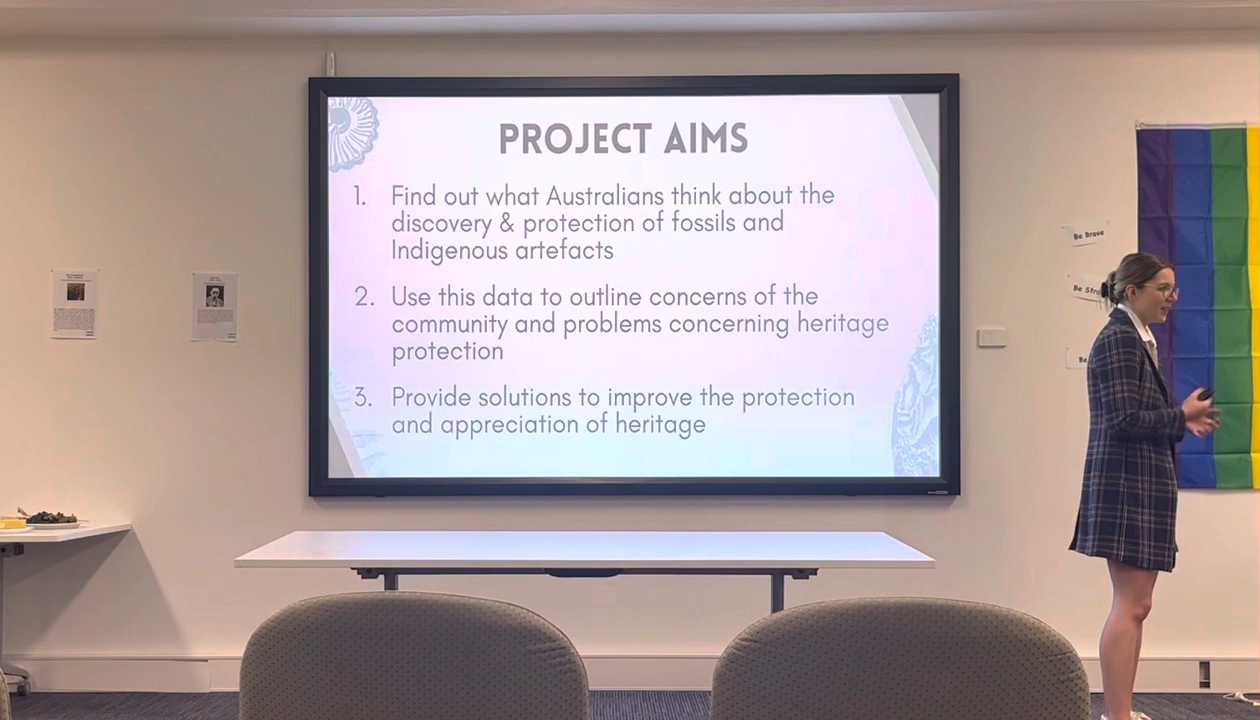 PROJECT AIMS
1. Find out what Australians think about the
discovery & protection of fossils and
Indigenous artefacts
2. Use this data to outline concerns of the
community and problems concerning heritage
protection
3. Provide solutions to improve the protection
and appreciation of heritage
Be Brave
Be
Be